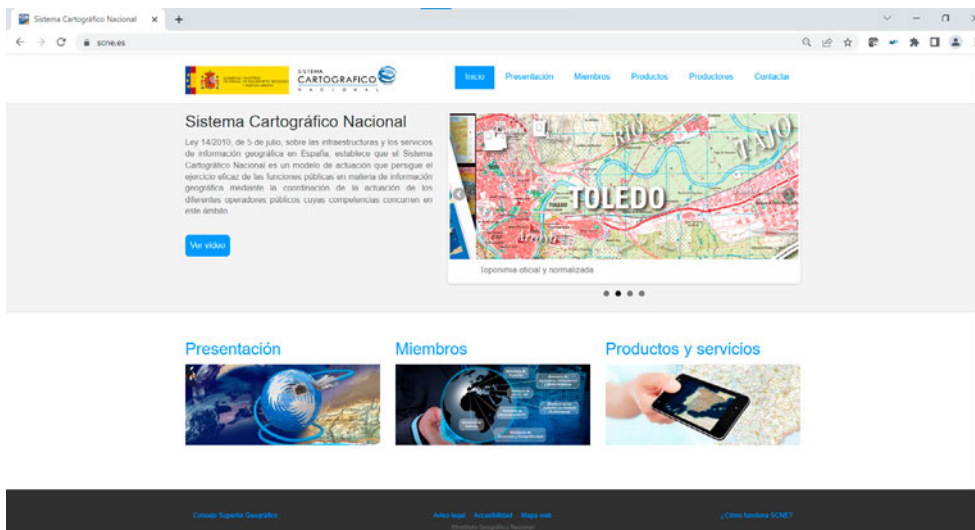 Sistema Cartográfico Nacional
scne.es
SISTEMA
CARTOGRAFICO
NACIONAL
Inicio Presentación Miembros Productos Productores Contactar
Sistema Cartográfico Nacional
Ley 14/2010, de 5 de julio, sobre las infraestructuras y los servicios
de información geográfica en España, establece que el Sistema
Cartográfico Nacional es un modelo de actuación que persigue el
ejercicio eficaz de las funciones públicas en materia de información
geográfica mediante la coordinación de la actuación de los
diferentes operadores públicos cuyas competencias concurren en
este ámbito.
Ver vídeo
RÍO
TAJO
TOLEDO
TOLEDO
Toponimia oficial y normalizada
Presentación
Miembros
Productos y servicios
Consejo Superior Geográfico
Aviso legal Accesibilidad Mapa web
¿Cómo funciona SCNE?
©Instituto Geográfico Nacional